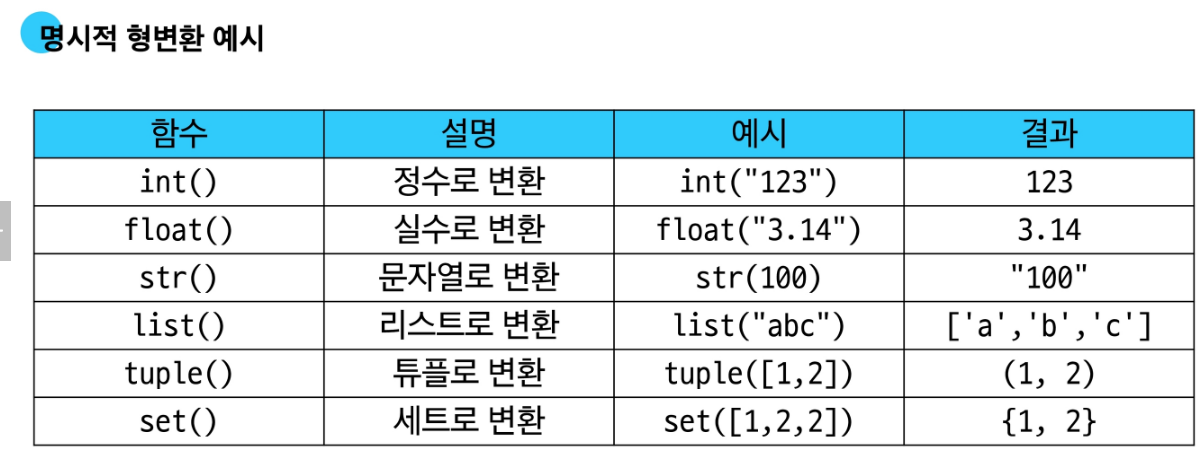 명시적 형변환 예시
함수 설명 예시 결과
int() 정수로 변환 int("123") 123
float() 실수로 변환 float("3.14") 3.14
str() 문자열로 변환 str(100) "100"
list() 리스트로 변환 list("abc") ['a','b','c']
tuple() 튜플로 변환 tuple([1,2]) (1, 2)
set() 세트로 변환 set([1,2,2]) {1, 2}